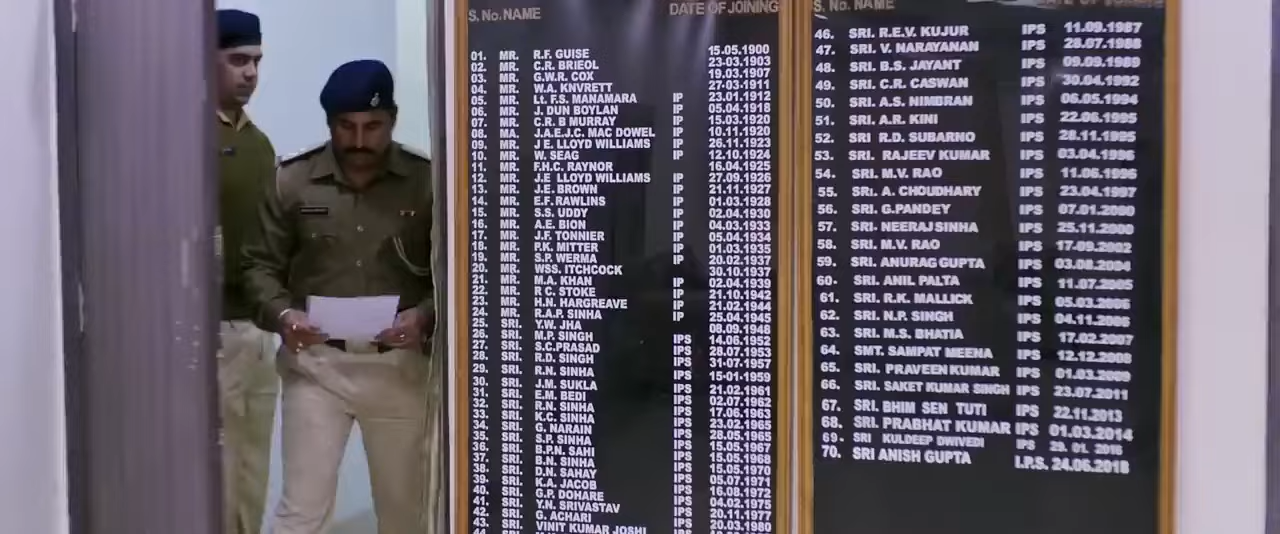 S. No. NAME DATE OF JOINING
01. MR. R.F. GUISE 15.05.1900
02. MR. C.R. BRIEOL 23-03-1903
03. MR. G.W.R. COX 19.03.1907
04. MR. W.A. KNVRETT 27-03-1911
05. MR. Lt. F.S. MANAMARA IP 23.01.1912
06. MR. J. DUN BOYLAN IP 05.04.1918
07. MR. C.R. B MURRAY IP 15.03.1920
08. MA. J.A.E.J.C. MAC DOWEL IP 10.11.1920
09. MR. J E. LLOYD WILLIAMS IP 26.11.1923
10. MR. W. SEAG IP 12.10.1924
11. MR. F.H.C. RAYNOR 16.04.1925
12. MR. J.E LLOYD WILLIAMS IP 27.09.1926
13. MR. J.E. BROWN IP 21.11.1927
14. MR. E.F. RAWLINS IP 01.03.1928
15. MR. S.S. UDDY IP 02.04.1930
16. MR. A.E. BION IP 04.03.1933
17. MR. J.F. TONNIER IP 05.04.1934
18. MR. P.K. MITTER IP 01.03.1935
19. MR. S.P. WERMA IP 20.02.1937
20. MR. WSS. ITCHCOCK 30.10.1937
21. MR. M.A. KHAN IP 02.04.1939
22. MR. R C. STOKE IP 21.10.1942
23. MR. H.N. HARGREAVE IP 21.02.1944
24. MR. R.A.P. SINHA IP 25.04.1945
25. SRI. Y.W. JHA 08.09.1948
26. SRI. M.P. SINGH IPS 14.06.1952
27. SRI. S.C.PRASAD IPS 28.07.1953
28. SRI. R.D. SINGH IPS 31-07-1957
29. SRI. R.N. SINHA IPS 15-01-1959
30. SRI. J.M. SUKLA IPS 21.02.1961
31. SRI. E.M. BEDI IPS 02.07.1962
32. SRI. R.N. SINHA IPS 17.06.1963
33. SRI. K.C. SINHA IPS 23.02.1965
34. SRI. G. NARAIN IPS 28.05.1965
35. SRI. S.P. SINHA IPS 15.05.1967
36. SRI. B.P.N. SAHI IPS 15.05.1968
37. SRI. B.N. SINHA IPS 15.05.1970
38. SRI. D.N. SAHAY IPS 05.07.1971
39. SRI. K.A. JACOB IPS 16.08.1972
40. SRI. G.P. DOHARE IPS 04.02.1975
41. SRI. Y.N. SRIVASTAV IPS 20.11.1977
42. SRI. G. ACHARI IPS 20.03.1980
43. SRI. VINIT KUMAR JOSHI
44.
S. No. NAME DATE OF JOINING
46. SRI. R.E.V. KUJUR IPS 11.09.1987
47. SRI. V. NARAYANAN IPS 28.07.1988
48. SRI. B.S. JAYANT IPS 09.09.1989
49. SRI. C.R. CASWAN IPS 30.04.1992
50. SRI. A.S. NIMBRAN IPS 06.05.1994
51. SRI. A.R. KINI IPS 22.06.1995
52. SRI. R.D. SUBARNO IPS 28.11.1995
53. SRI. RAJEEV KUMAR IPS 03.04.1996
54. SRI. M.V. RAO IPS 11.06.1996
55. SRI. A. CHOUDHARY IPS 23.04.1997
56. SRI. G.PANDEY IPS 07.01.2000
57. SRI. NEERAJ SINHA IPS 25.11.2000
58. SRI. M.V. RAO IPS 17-09-2002
59. SRI. ANURAG GUPTA IPS 03.08.2004
60. SRI. ANIL PALTA IPS 11.07.2005
61. SRI. R.K. MALLICK IPS 05.03.2006
62. SRI. N.P. SINGH IPS 04.11.2006
63. SRI. M.S. BHATIA IPS 17.02.2007
64. SMT. SAMPAT MEENA IPS 12.12.2008
65. SRI. PRAVEEN KUMAR IPS 01.03.2009
66. SRI. SAKET KUMAR SINGH IPS 23.07.2011
67. SRI. BHIM SEN TUTI IPS 22.11.2013
68. SRI. PRABHAT KUMAR IPS 01.03.2014
69- SRI KULDEEP DWIVEDI IPS 29. 01. 2016
70. SRI ANISH GUPTA I.P.S. 24.06.2018